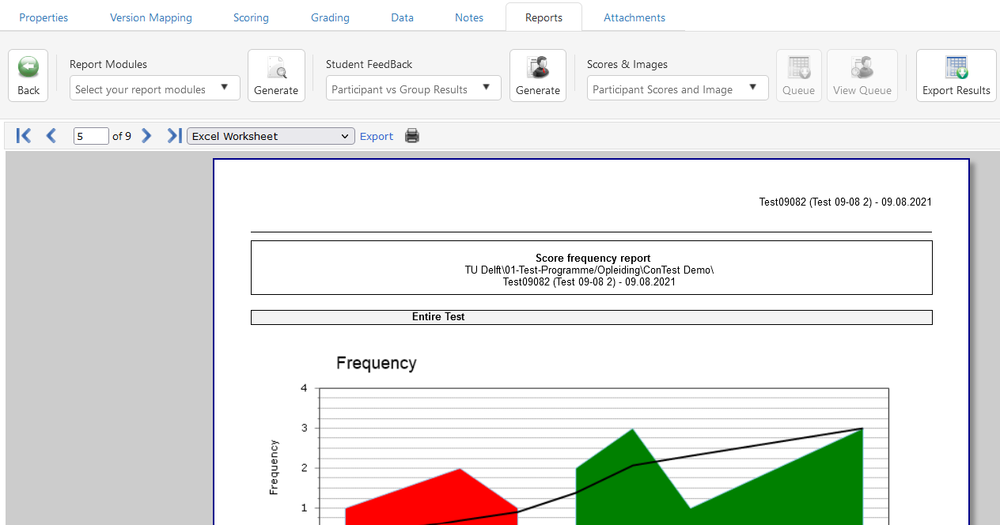 Properties Version Mapping Scoring Grading Data Notes Reports Attachments
Report Modules Student FeedBack Scores & Images
Back Select your report modules Generate Participant vs Group Results Generate Participant Scores and Image Queue View Queue Export Results
5 of 9 Excel Worksheet Export
Test09082 (Test 09-08 2) - 09.08.2021
Score frequency report
TU Delft\01-Test-Programme/Opleiding\ConTest Demo\
Test09082 (Test 09-08 2) - 09.08.2021
Entire Test
Frequency
4
3
2
1
Frequency